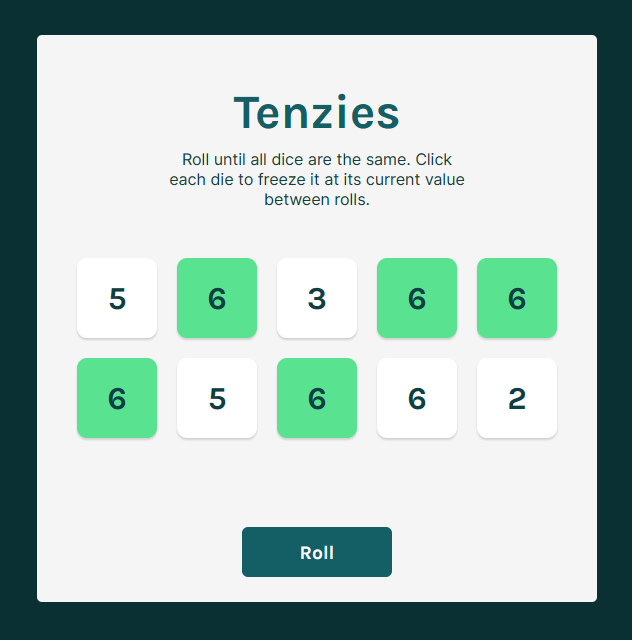 Tenzies
Roll until all dice are the same. Click
each die to freeze it at its current value
between rolls.
5 6 3 6 6
6 5 6 6 2
Roll